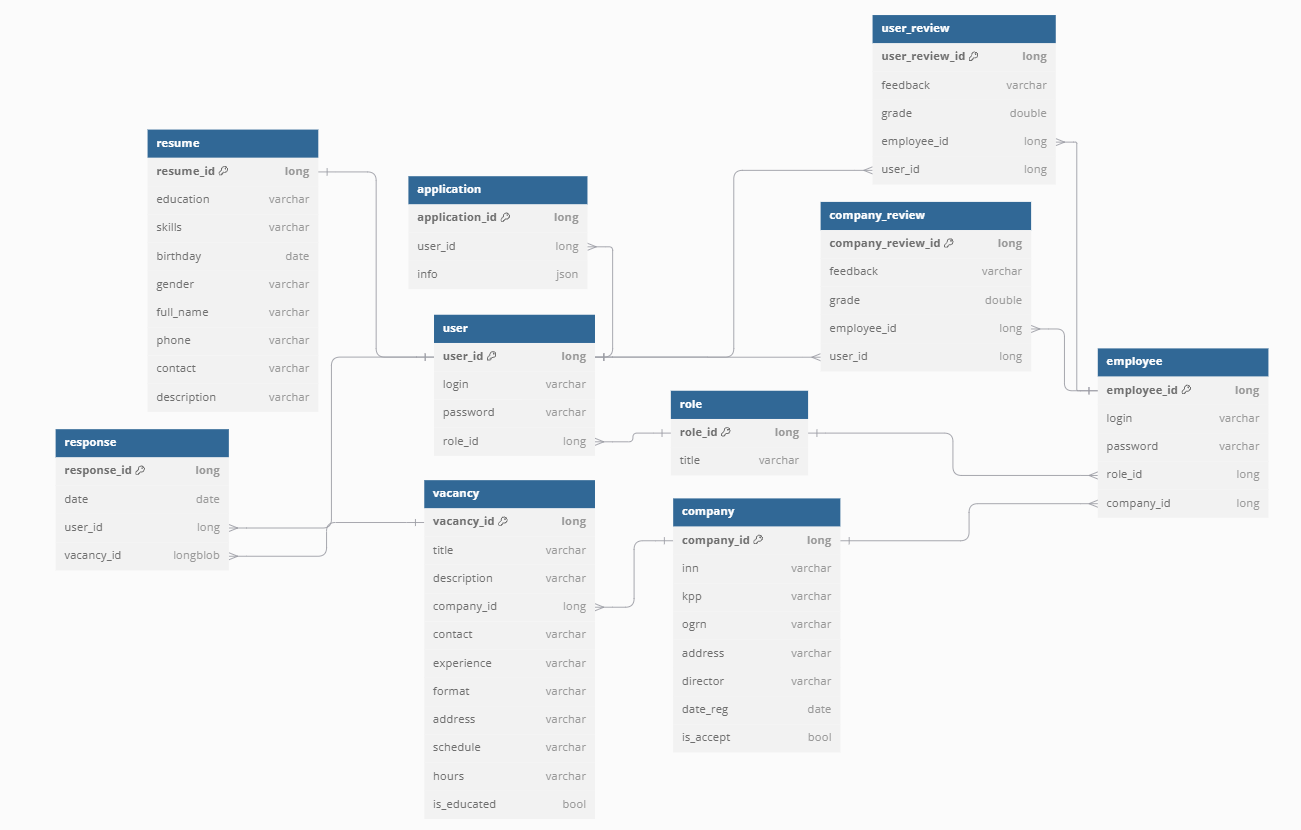 user_review
user_review_id long
feedback varchar
grade double
employee_id long
user_id long
resume
resume_id long
education varchar
skills varchar
birthday date
gender varchar
full_name varchar
phone varchar
contact varchar
description varchar
application
application_id long
user_id long
info json
company_review
company_review_id long
feedback varchar
grade double
employee_id long
user_id long
user
user_id long
login varchar
password varchar
role_id long
employee
employee_id long
login varchar
password varchar
role_id long
company_id long
role
role_id long
title varchar
response
response_id long
date date
user_id long
vacancy_id longblob
vacancy
vacancy_id long
title varchar
description varchar
company_id long
contact varchar
experience varchar
format varchar
address varchar
schedule varchar
hours varchar
is_educated bool
company
company_id long
inn varchar
kpp varchar
ogrn varchar
address varchar
director varchar
date_reg date
is_accept bool